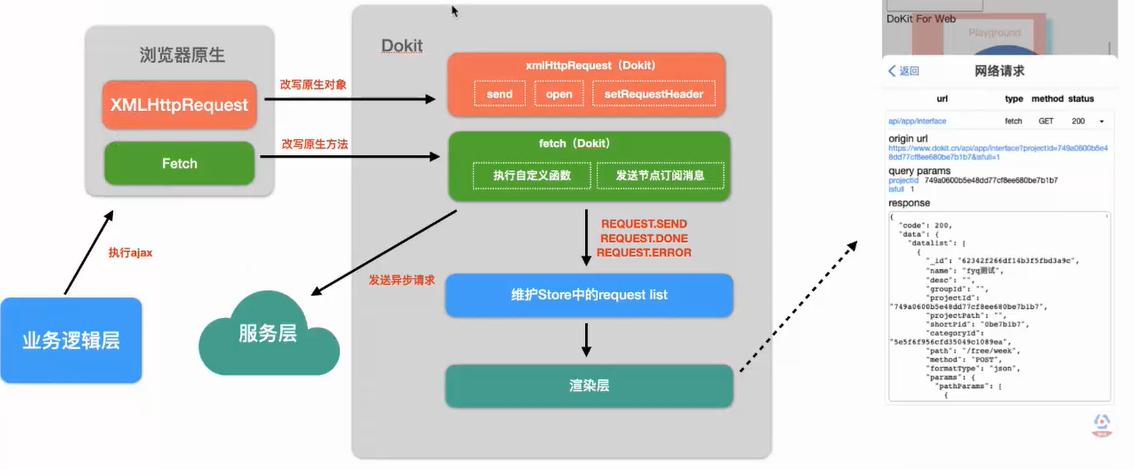 浏览器原生
XMLHttpRequest
Fetch
改写原生对象
改写原生方法
执行ajax
业务逻辑层
服务层
发送异步请求
Dokit
xmlHttpRequest（Dokit）
send
open
setRequestHeader
fetch（Dokit）
执行自定义函数
发送节点订阅消息
REQUEST.SEND
REQUEST.DONE
REQUEST.ERROR
维护Store中的request list
渲染层
DoKit For Web
Playground
返回
网络请求
url type method status
api/app/interface fetch GET 200
origin url
https://www.dokit.cn/api/app/interface?projectId=749a0600b5e4
8dd77cf8ee680be7b1b7&isfull=1
query params
projectId 749a0600b5e48dd77cf8ee680be7b1b7
isfull 1
response
{
"code": 200,
"data": {
"datalist": [
{
"_id": "62342f266df14b3f5fbd3a9c",
"name": "fyq测试",
"desc": "",
"groupId": "",
"projectId":
"749a0600b5e48dd77cf8ee680be7b1b7",
"projectPath": "",
"shortPid": "0be7b1b7",
"categoryId":
"5e5f6f956cfd35049c1089ea",
"path": "/free/week",
"method": "POST",
"formatType": "json",
"params": {
"pathParams": [
{